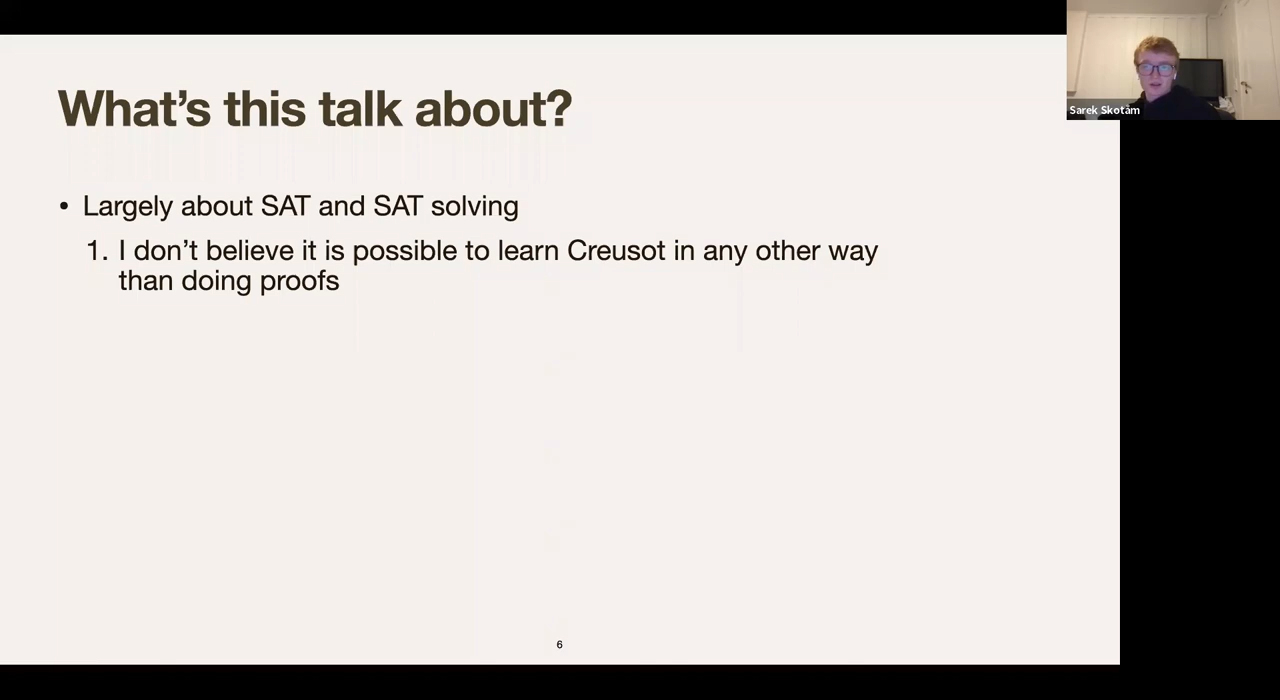 What's this talk about?
Sarek Skotåm
• Largely about SAT and SAT solving
1. I don't believe it is possible to learn Creusot in any other way
than doing proofs
6